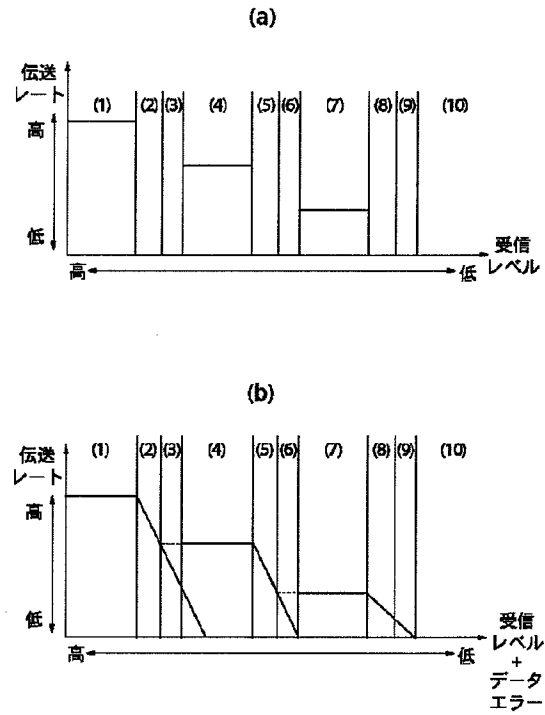 (a)
伝送
レート
(1) (2) (3) (4) (5) (6) (7) (8) (9) (10)
高
低
受信
レベル
高 低
(b)
伝送
レート
(1) (2) (3) (4) (5) (6) (7) (8) (9) (10)
高
低
受信
レベル
+
データ
エラー
高 低